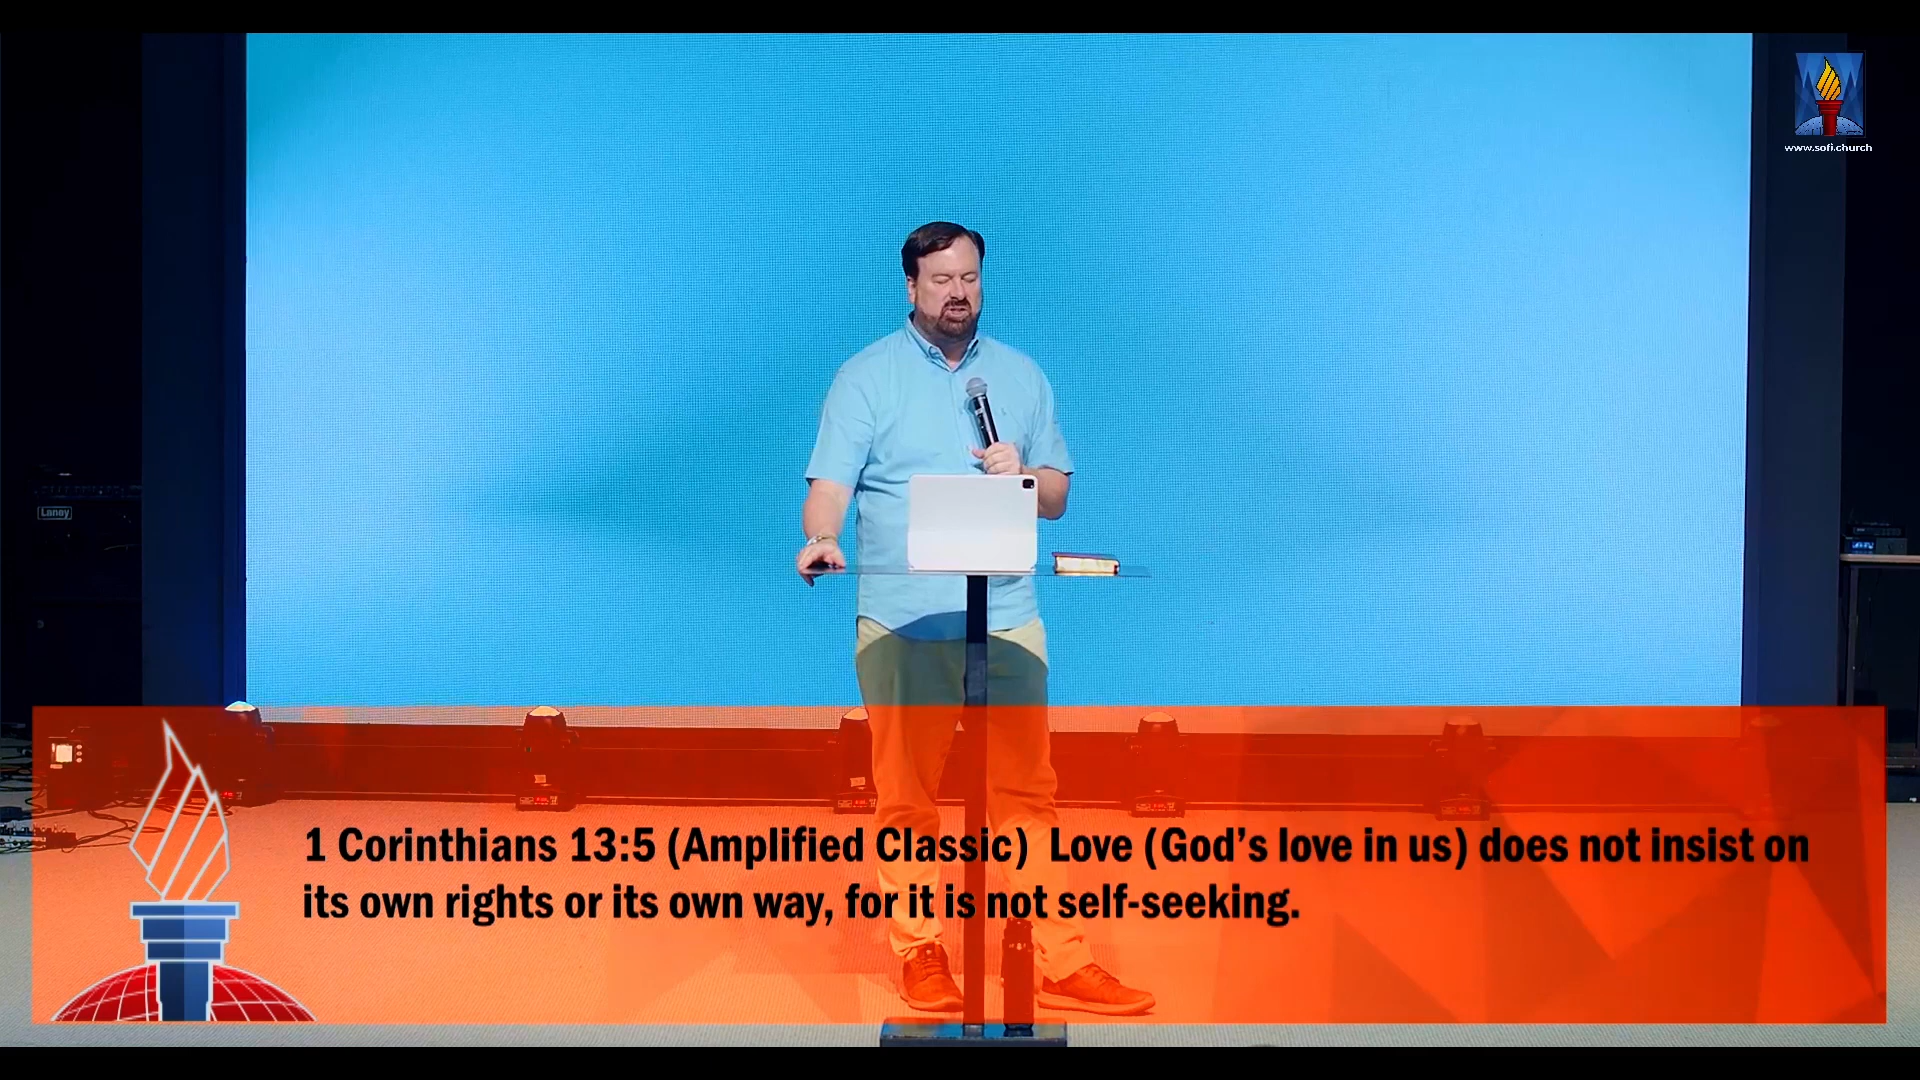 www.sofi.church
Laney
1 Corinthians 13:5 (Amplified Classic)  Love (God’s love in us) does not insist on
its own rights or its own way, for it is not self-seeking.